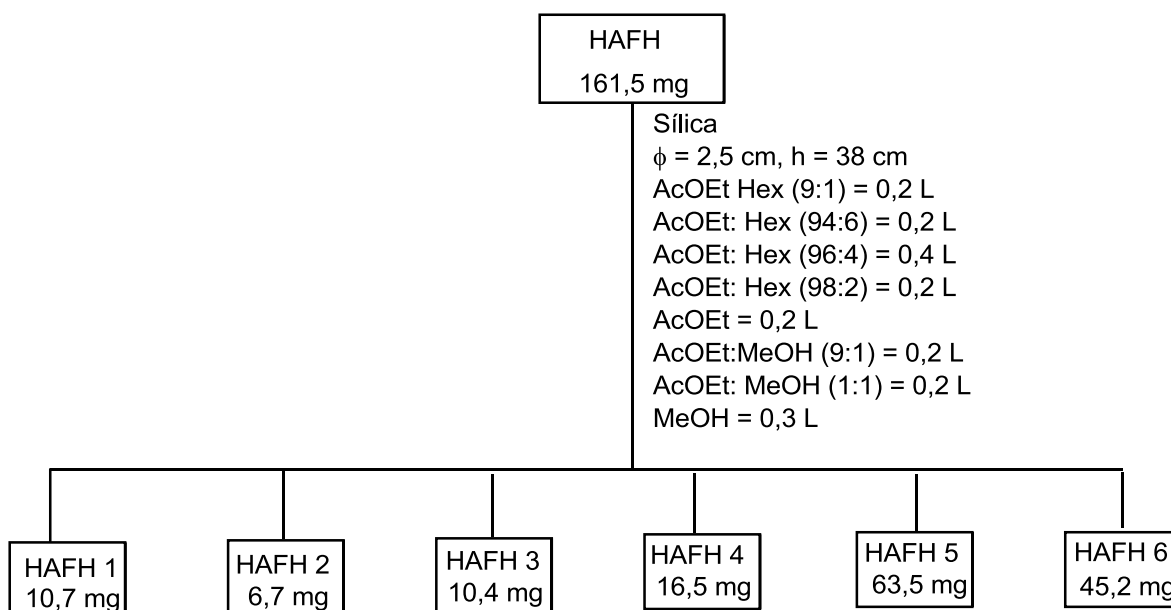 HAFH
161,5 mg
Sílica
ϕ = 2,5 cm, h = 38 cm
AcOEt Hex (9:1) = 0,2 L
AcOEt: Hex (94:6) = 0,2 L
AcOEt: Hex (96:4) = 0,4 L
AcOEt: Hex (98:2) = 0,2 L
AcOEt = 0,2 L
AcOEt:MeOH (9:1) = 0,2 L
AcOEt: MeOH (1:1) = 0,2 L
MeOH = 0,3 L
HAFH 1
10,7 mg
HAFH 2
6,7 mg
HAFH 3
10,4 mg
HAFH 4
16,5 mg
HAFH 5
63,5 mg
HAFH 6
45,2 mg